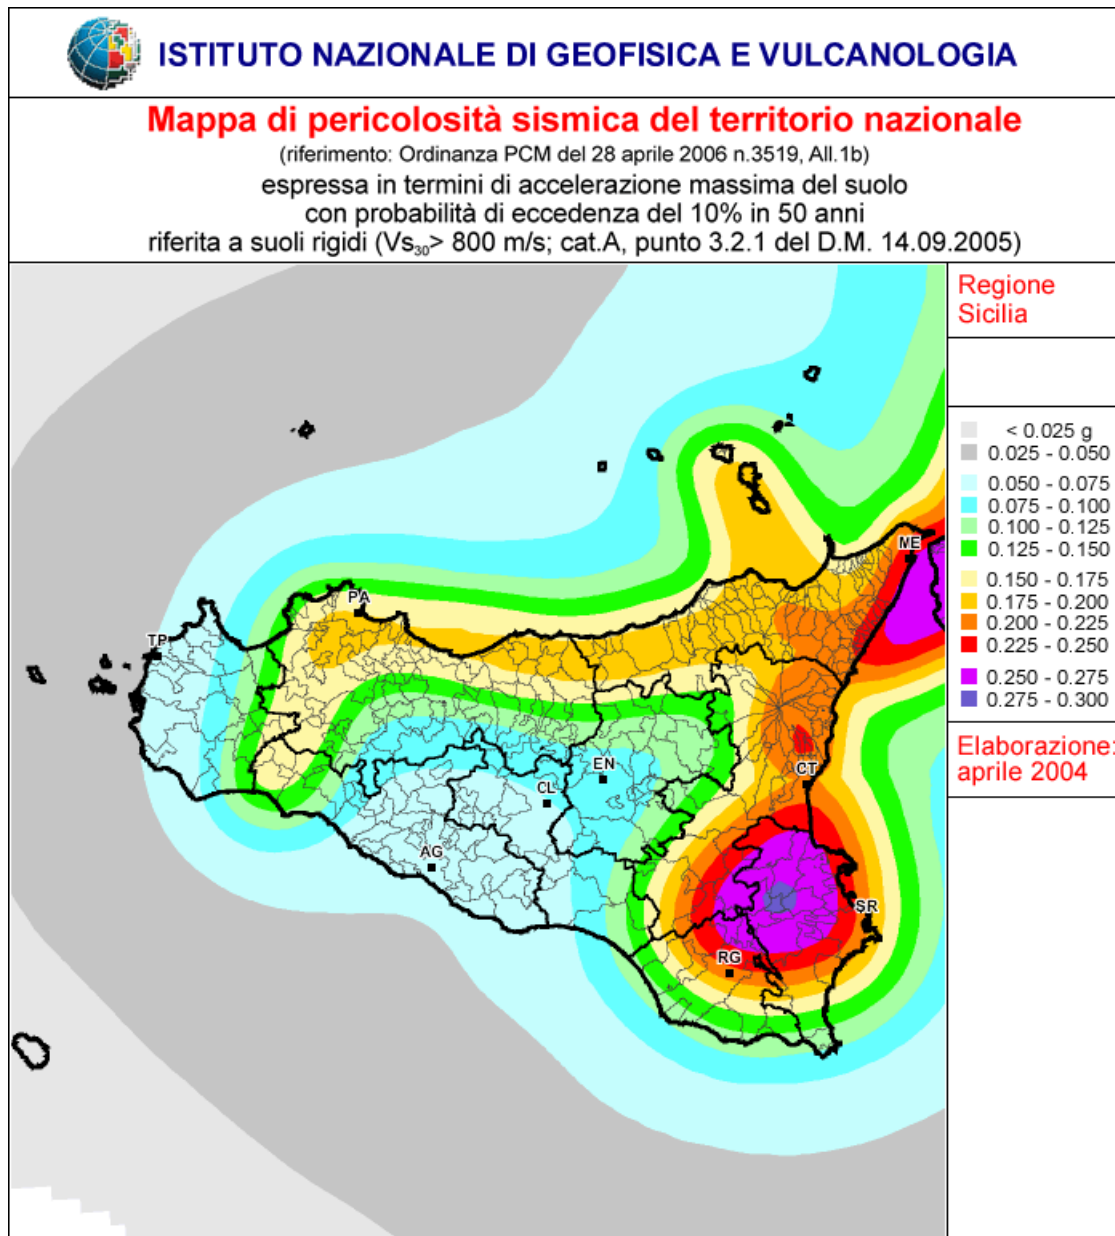 ISTITUTO NAZIONALE DI GEOFISICA E VULCANOLOGIA
Mappa di pericolosità sismica del territorio nazionale
(riferimento: Ordinanza PCM del 28 aprile 2006 n.3519, All.1b)
espressa in termini di accelerazione massima del suolo
con probabilità di eccedenza del 10% in 50 anni
riferita a suoli rigidi (Vs₃₀> 800 m/s; cat.A, punto 3.2.1 del D.M. 14.09.2005)
Regione
Sicilia
< 0.025 g
0.025 - 0.050
0.050 - 0.075
0.075 - 0.100
0.100 - 0.125
0.125 - 0.150
0.150 - 0.175
0.175 - 0.200
0.200 - 0.225
0.225 - 0.250
0.250 - 0.275
0.275 - 0.300
Elaborazione:
aprile 2004
ME
PA
TP
EN
CT
CL
AG
SR
RG